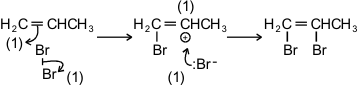 (1)
H₂C=CHCH₃ H₂C=CHCH₃ H₂C=CHCH₃
(1) Br Br ⊕ Br Br
Br (1) (1) :Br⁻